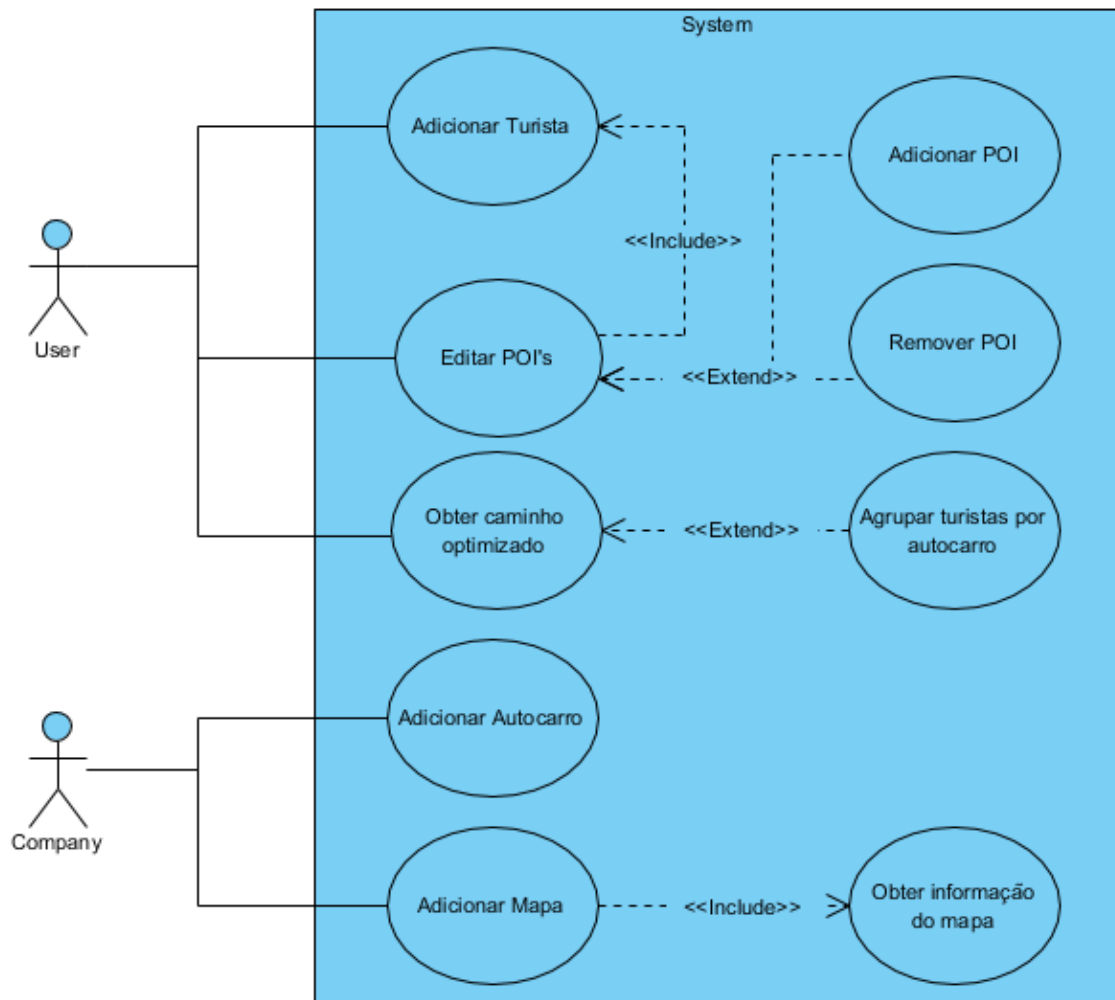 System
Adicionar Turista
Adicionar POI
<<Include>>
User
Editar POI's
Remover POI
<<Extend>>
Obter caminho
optimizado
<<Extend>>
Agrupar turistas por
autocarro
Adicionar Autocarro
Company
Adicionar Mapa
<<Include>>
Obter informação
do mapa